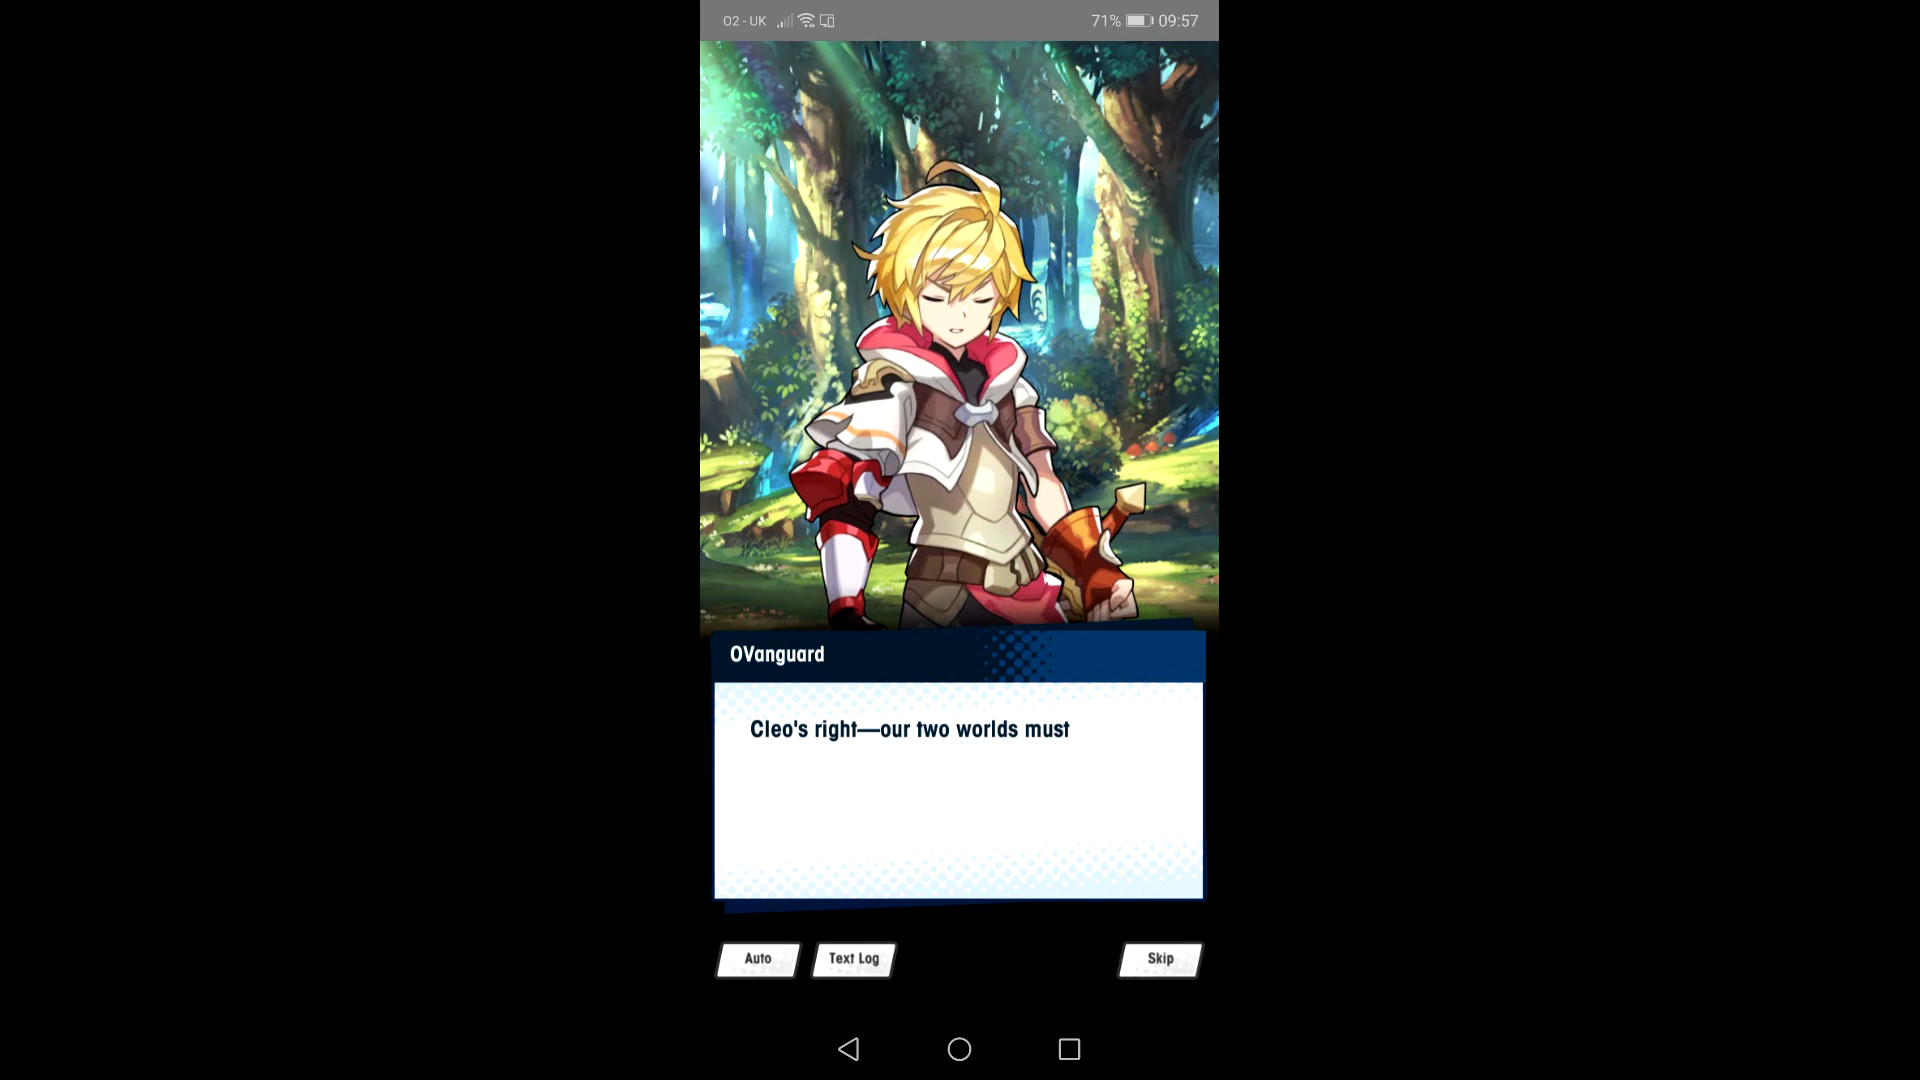 O2 - UK
71% 09:57
OVanguard
Cleo's right—our two worlds must
Auto
Text Log
Skip